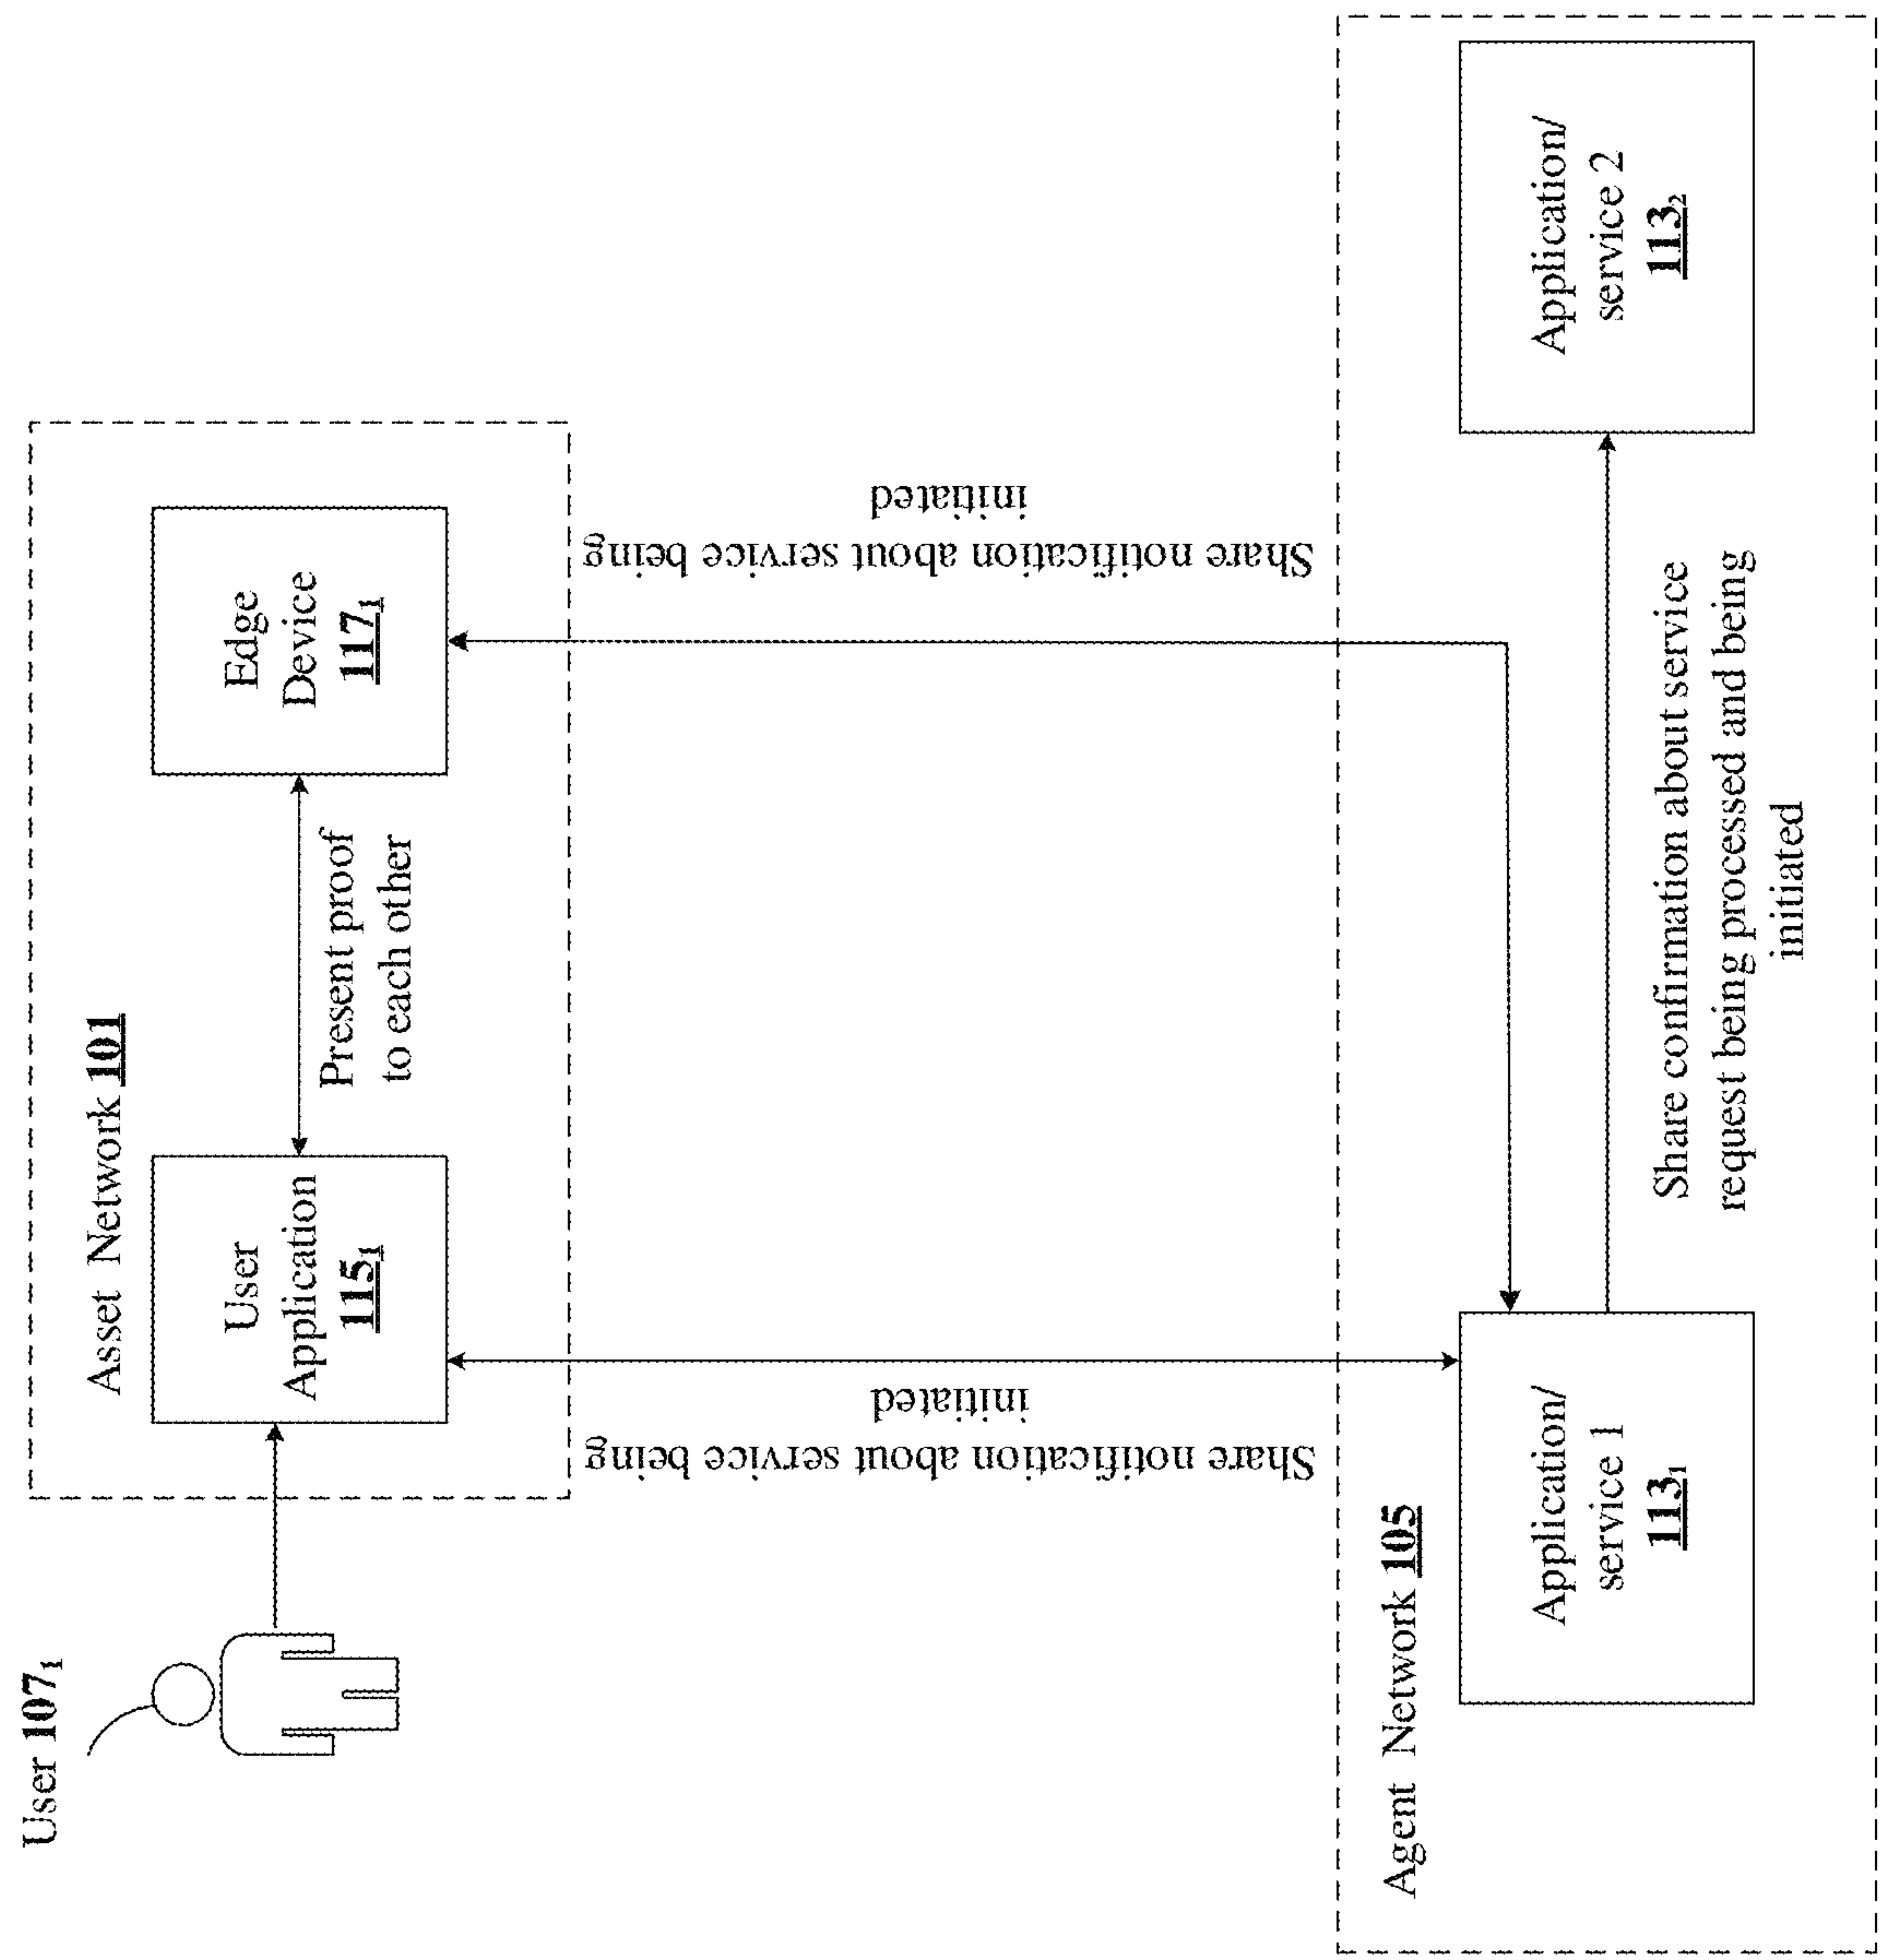 User 107₁
Asset Network 101
User
Application
115₁
Present proof
to each other
Edge
Device
117₁
Share notification about service being
initiated
Share notification about service being
initiated
Agent Network 105
Application/
service 1
113₁
Share confirmation about service
request being processed and being
initiated
Application/
service 2
113₂